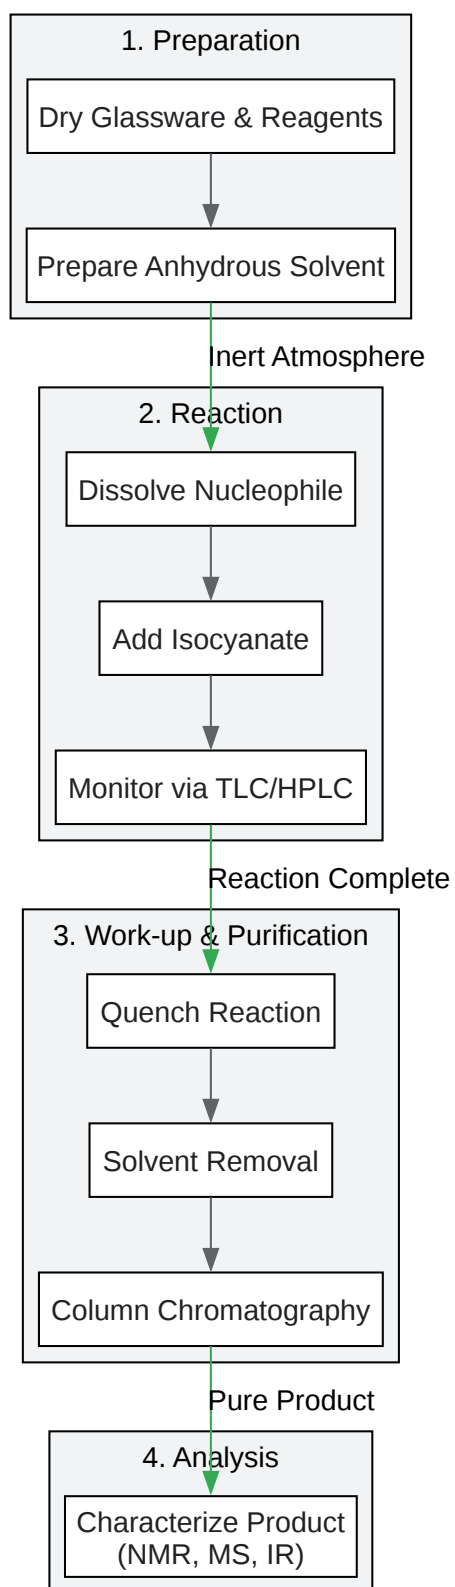 1. Preparation
Dry Glassware & Reagents
Prepare Anhydrous Solvent
Inert Atmosphere
2. Reaction
Dissolve Nucleophile
Add Isocyanate
Monitor via TLC/HPLC
Reaction Complete
3. Work-up & Purification
Quench Reaction
Solvent Removal
Column Chromatography
Pure Product
4. Analysis
Characterize Product
(NMR, MS, IR)